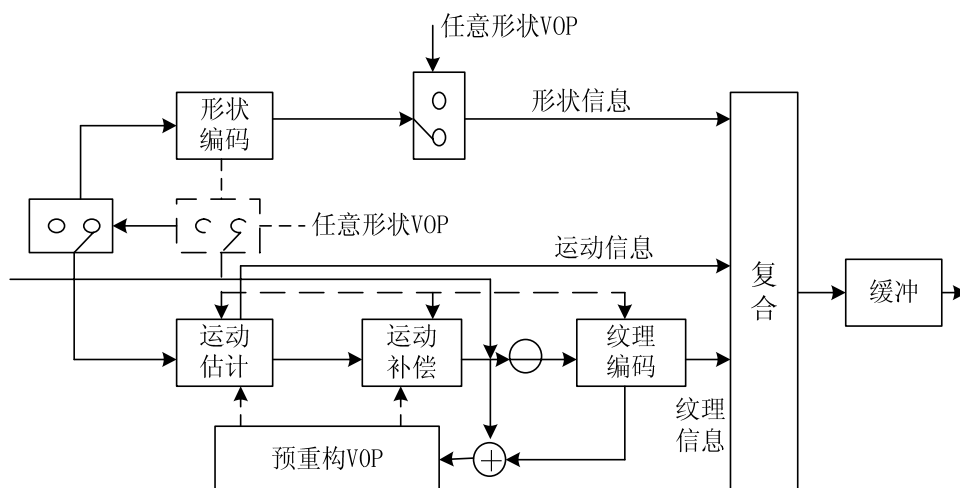 任意形状VOP
形状
编码
形状信息
任意形状VOP
运动信息
复
合
缓冲
运动
估计
运动
补偿
纹理
编码
纹理
信息
预重构VOP